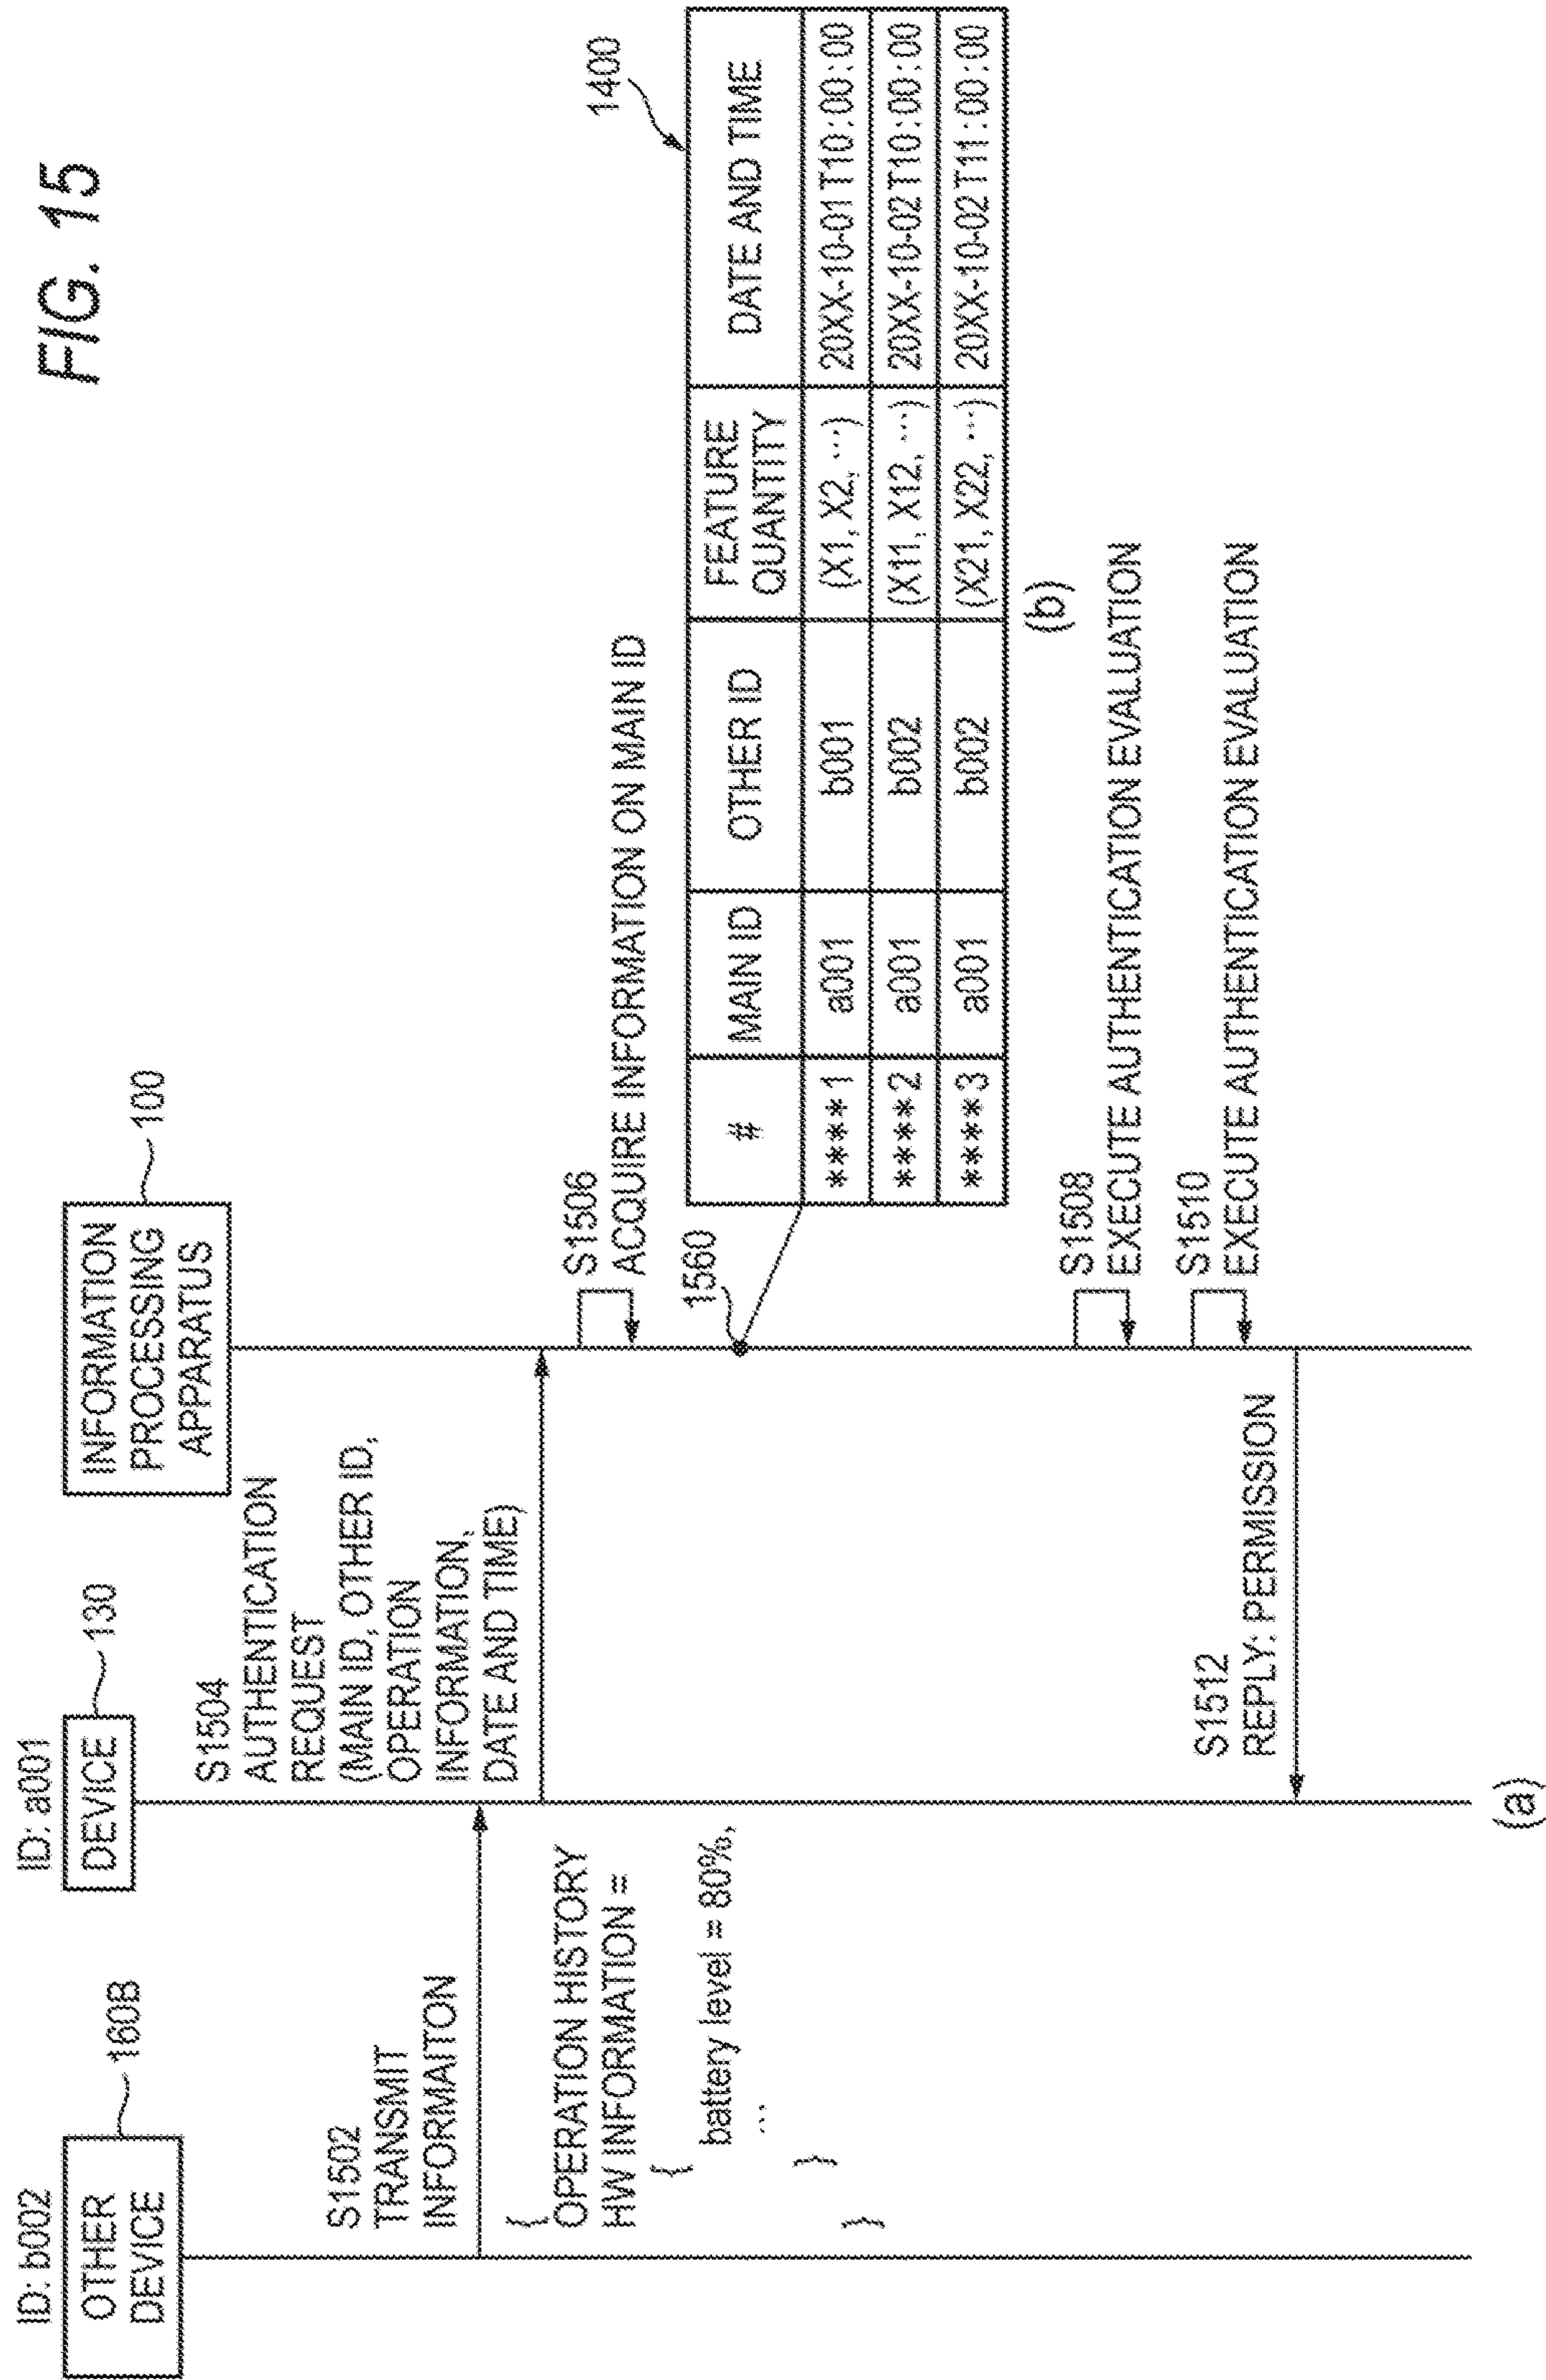 FIG. 15
ID: b002
OTHER
DEVICE
160B
ID: a001
DEVICE
130
INFORMATION
PROCESSING
APPARATUS
100
S1502
TRANSMIT
INFORMAITON
{
OPERATION HISTORY
HW INFORMATION =
{
battery level = 80%,
...
}
}
S1504
AUTHENTICATION
REQUEST
(MAIN ID, OTHER ID,
OPERATION
INFORMATION,
DATE AND TIME)
S1506
ACQUIRE INFORMATION ON MAIN ID
1560
1400
# MAIN ID OTHER ID FEATURE QUANTITY DATE AND TIME
****1 a001 b001 (X1, X2, ...) 20XX-10-01T10:00:00
****2 a001 b002 (X11, X12, ...) 20XX-10-02T10:00:00
****3 a001 b002 (X21, X22, ...) 20XX-10-02T11:00:00
(b)
S1508
EXECUTE AUTHENTICATION EVALUATION
S1510
EXECUTE AUTHENTICATION EVALUATION
S1512
REPLY: PERMISSION
(a)